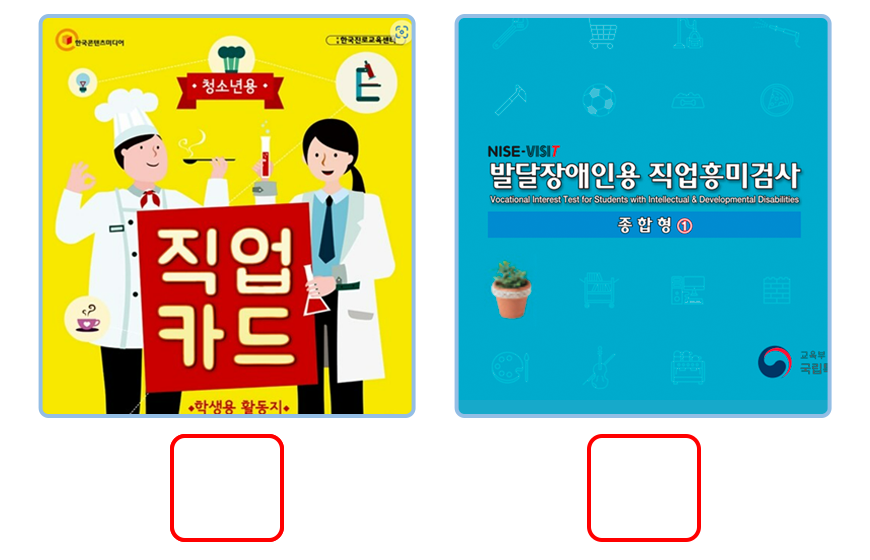 한국콘텐츠미디어
한국진로교육센터
• 청소년용 •
직업
카드
◆학생용 활동지◆
NISE-VISIT
발달장애인용 직업흥미검사
Vocational Interest Test for Students with Intellectual & Developmental Disabilities
종합형 ①
교육부
국립